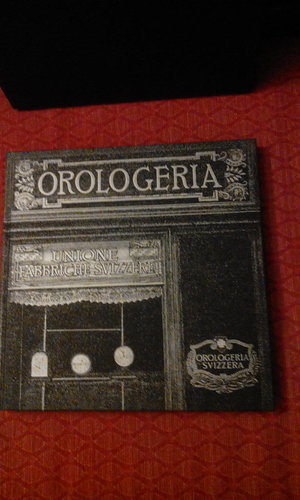 OROLOGERIA
UNIONE
FABBRICHE SVIZZERE
OROLOGERIA
SVIZZERA